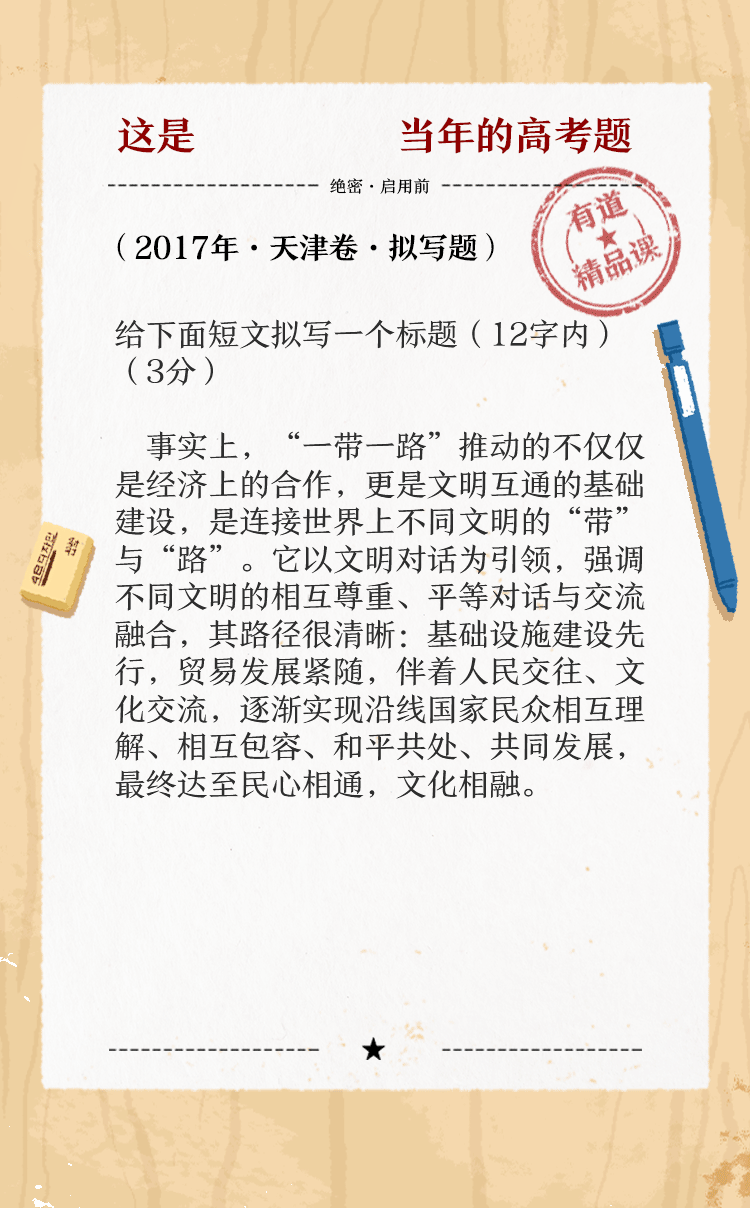 这是 当年的高考题
绝密·启用前
（2017年·天津卷·拟写题）
有道
精品课
给下面短文拟写一个标题（12字内）
（3分）
事实上，“一带一路”推动的不仅仅
是经济上的合作，更是文明互通的基础
建设，是连接世界上不同文明的“带”
与“路”。它以文明对话为引领，强调
不同文明的相互尊重、平等对话与交流
融合，其路径很清晰：基础设施建设先
行，贸易发展紧随，伴着人民交往、文
化交流，逐渐实现沿线国家民众相互理
解、相互包容、和平共处、共同发展，
最终达至民心相通，文化相融。